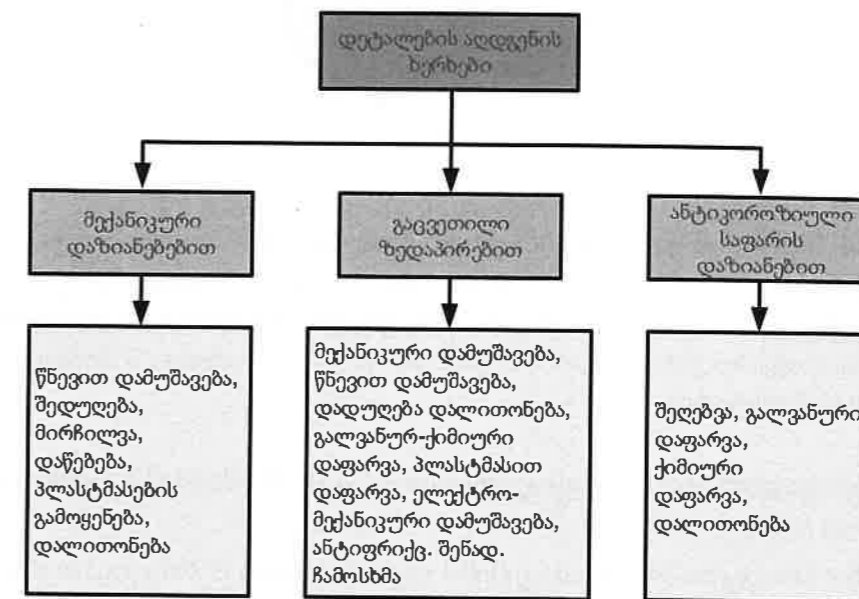 დეტალების აღდგენის
ხერხები
მექანიკური
დაზიანებებით
გაცვეთილი
ზედაპირებით
ანტიკოროზიული
საფარის
დაზიანებით
წნევით დამუშავება,
შედუღება,
მირჩილვა,
დაწებება,
პლასტმასების
გამოყენება,
დალითონება
მექანიკური დამუშავება,
წნევით დამუშავება,
დადუღება დალითონება,
გალვანურ-ქიმიური
დაფარვა, პლასტმასით
დაფარვა, ელექტრო-
მექანიკური დამუშავება,
ანტიფრიქც. შენად.
ჩამოსხმა
შეღებვა, გალვანური
დაფარვა,
ქიმიური
დაფარვა,
დალითონება